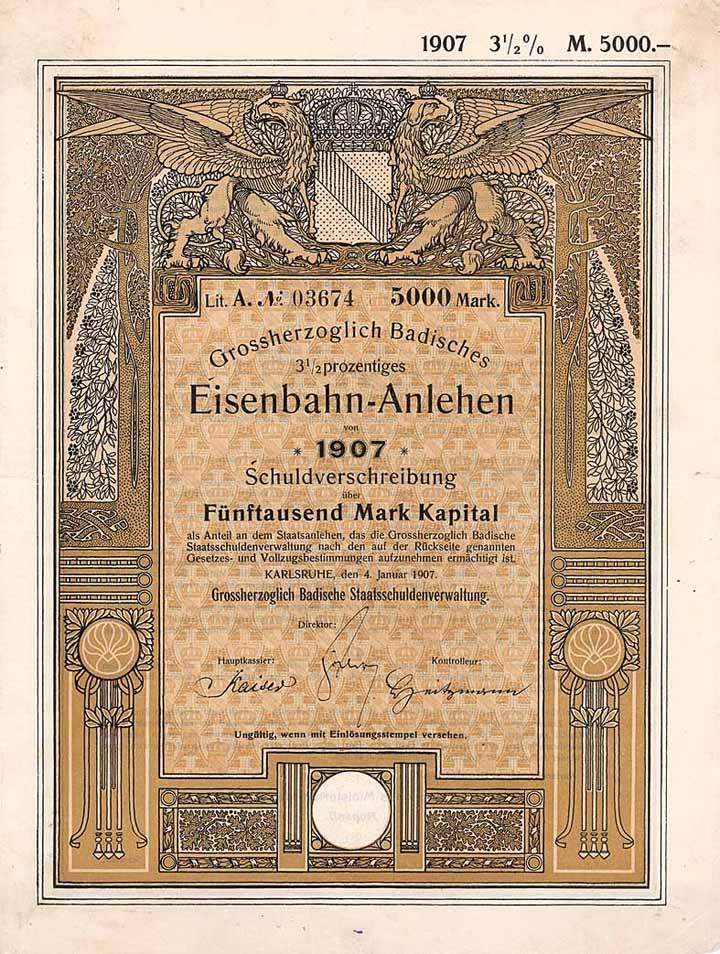 1907 3½% M. 5000.—
Lit. A. № 03674 5000 Mark.
Grossherzoglich Badisches
3½ prozentiges
Eisenbahn-Anlehen
von
* 1907 *
Schuldverschreibung
über
Fünftausend Mark Kapital
als Anteil an dem Staatsanlehen, das die Grossherzoglich Badische
Staatsschuldenverwaltung nach den auf der Rückseite genannten
Gesetzes- und Vollzugsbestimmungen aufzunehmen ermächtigt ist.
KARLSRUHE, den 4. Januar 1907.
Grossherzoglich Badische Staatsschuldenverwaltung.
Direktor:
Hauptkassier: Kontrolleur:
Kaiser
Ungültig, wenn mit Einlösungsstempel versehen.